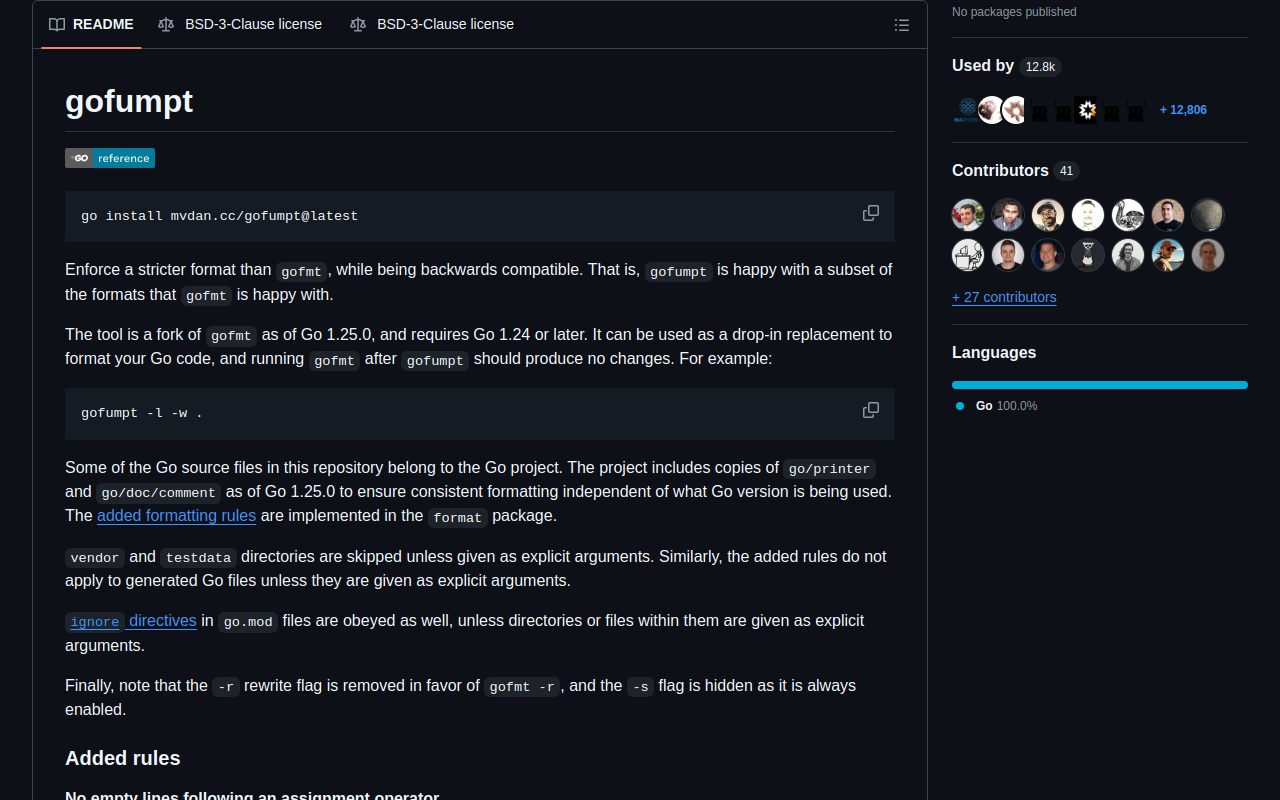 README
BSD-3-Clause license
BSD-3-Clause license
gofumpt
GO reference
go install mvdan.cc/gofumpt@latest
Enforce a stricter format than gofmt, while being backwards compatible. That is, gofumpt is happy with a subset of
the formats that gofmt is happy with.
The tool is a fork of gofmt as of Go 1.25.0, and requires Go 1.24 or later. It can be used as a drop-in replacement to
format your Go code, and running gofmt after gofumpt should produce no changes. For example:
gofumpt -l -w .
Some of the Go source files in this repository belong to the Go project. The project includes copies of go/printer
and go/doc/comment as of Go 1.25.0 to ensure consistent formatting independent of what Go version is being used.
The added formatting rules are implemented in the format package.
vendor and testdata directories are skipped unless given as explicit arguments. Similarly, the added rules do not
apply to generated Go files unless they are given as explicit arguments.
ignore directives in go.mod files are obeyed as well, unless directories or files within them are given as explicit
arguments.
Finally, note that the -r rewrite flag is removed in favor of gofmt -r, and the -s flag is hidden as it is always
enabled.
Added rules
No empty lines following an assignment operator
No packages published
Used by 12.8k
+ 12,806
Contributors 41
+ 27 contributors
Languages
Go 100.0%